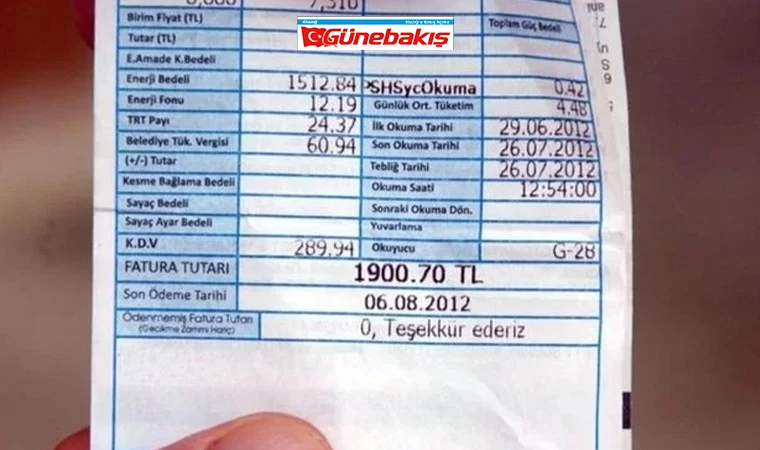 Birim Fiyat (TL)
Tutar (TL)
E.Amade K.Bedeli
Enerji Bedeli 1512.84
Enerji Fonu 12.19
TRT Payı 24.37
Belediye Tük. Vergisi 60.94
(+/-) Tutar
Kesme Bağlama Bedeli
Sayaç Bedeli
Sayaç Ayar Bedeli
K.D.V 289.94
Günebakış
Toplam Güç Bedeli
PSHSycOkuma 0.42
Günlük Ort. Tüketim 4.48
İlk Okuma Tarihi 29.06.2012
Son Okuma Tarihi 26.07.2012
Tebliğ Tarihi 26.07.2012
Okuma Saati 12:54:00
Sonraki Okuma Dön.
Yuvarlama
Okuyucu G-28
FATURA TUTARI 1900.70 TL
Son Ödeme Tarihi 06.08.2012
Ödenmemiş Fatura Tutarı
(Gecikme Zammı Hariç)
0, Teşekkür ederiz